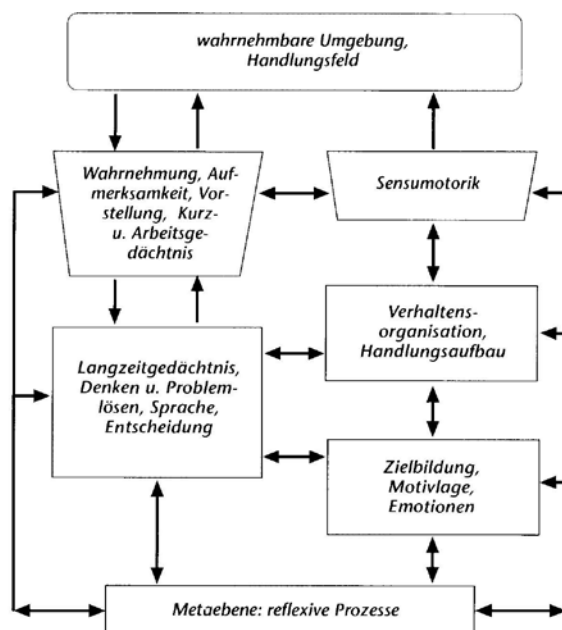 wahrnehmbare Umgebung,
Handlungsfeld
Wahrnehmung, Auf-
merksamkeit, Vor-
stellung, Kurz-
u. Arbeitsge-
dächtnis
Sensumotorik
Verhaltens-
organisation,
Handlungsaufbau
Langzeitgedächtnis,
Denken u. Problem-
lösen, Sprache,
Entscheidung
Zielbildung,
Motivlage,
Emotionen
Metaebene: reflexive Prozesse